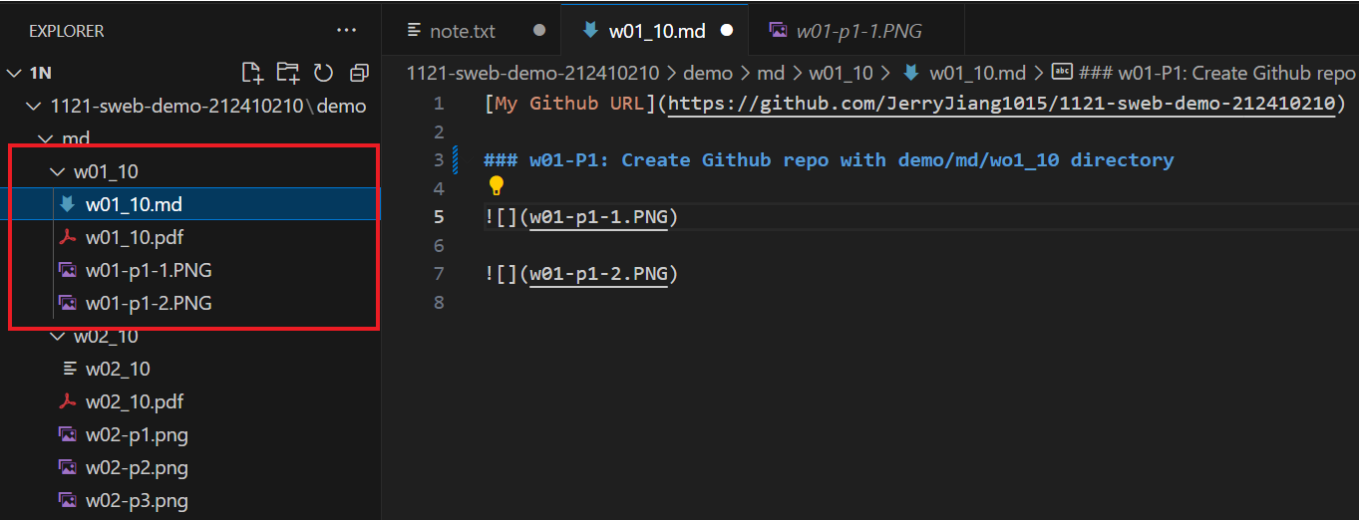 EXPLORER ···
1N
1121-sweb-demo-212410210\demo
md
w01_10
w01_10.md
w01_10.pdf
w01-p1-1.PNG
w01-p1-2.PNG
w02_10
w02_10
w02_10.pdf
w02-p1.png
w02-p2.png
w02-p3.png
note.txt ● w01_10.md ● w01-p1-1.PNG
1121-sweb-demo-212410210 > demo > md > w01_10 > w01_10.md > abc ### w01-P1: Create Github repo
1 [My Github URL](https://github.com/JerryJiang1015/1121-sweb-demo-212410210)
2
3 ### w01-P1: Create Github repo with demo/md/wo1_10 directory
4
5 ![](w01-p1-1.PNG)
6
7 ![](w01-p1-2.PNG)
8